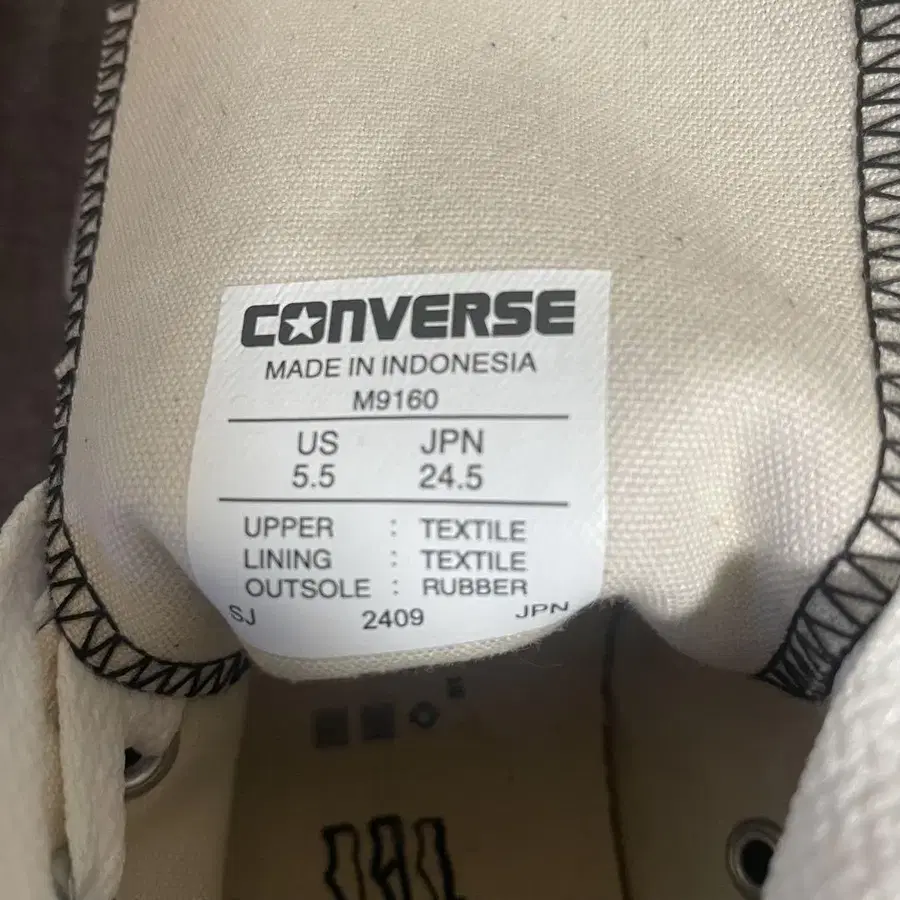 CONVERSE
MADE IN INDONESIA
M9160
US JPN
5.5 24.5
UPPER : TEXTILE
LINING : TEXTILE
OUTSOLE : RUBBER
SJ 2409 JPN